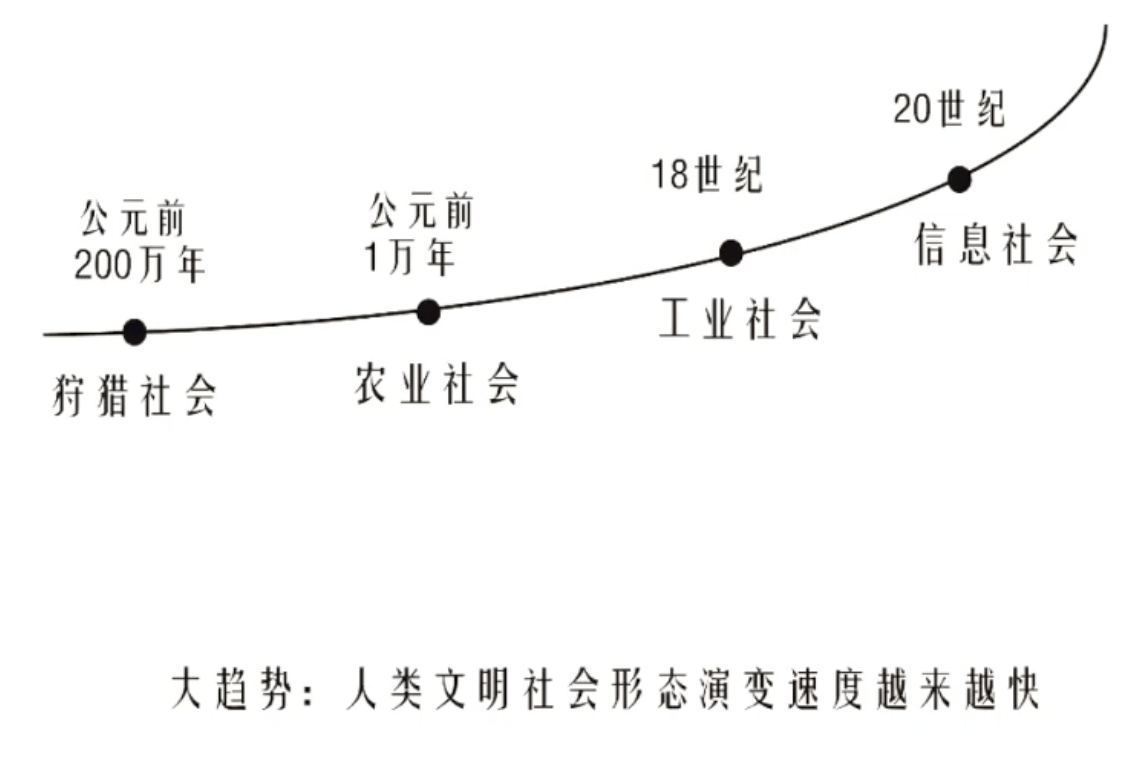 公元前
200万年
狩猎社会
公元前
1万年
农业社会
18世纪
工业社会
20世纪
信息社会
大趋势：人类文明社会形态演变速度越来越快